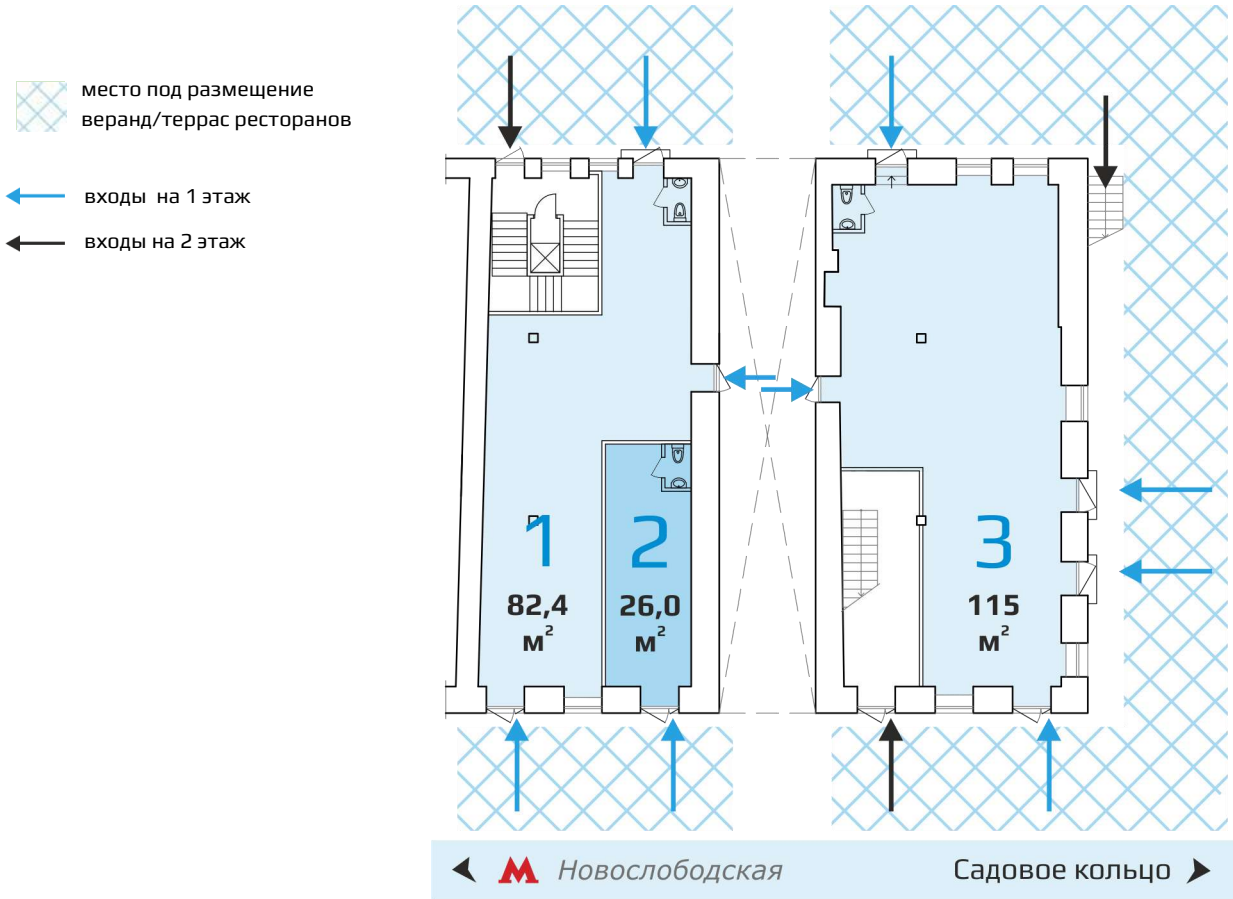 место под размещение
веранд/террас ресторанов
входы на 1 этаж
входы на 2 этаж
1
82,4
м²
2
26,0
м²
3
115
м²
М Новослободская
Садовое кольцо